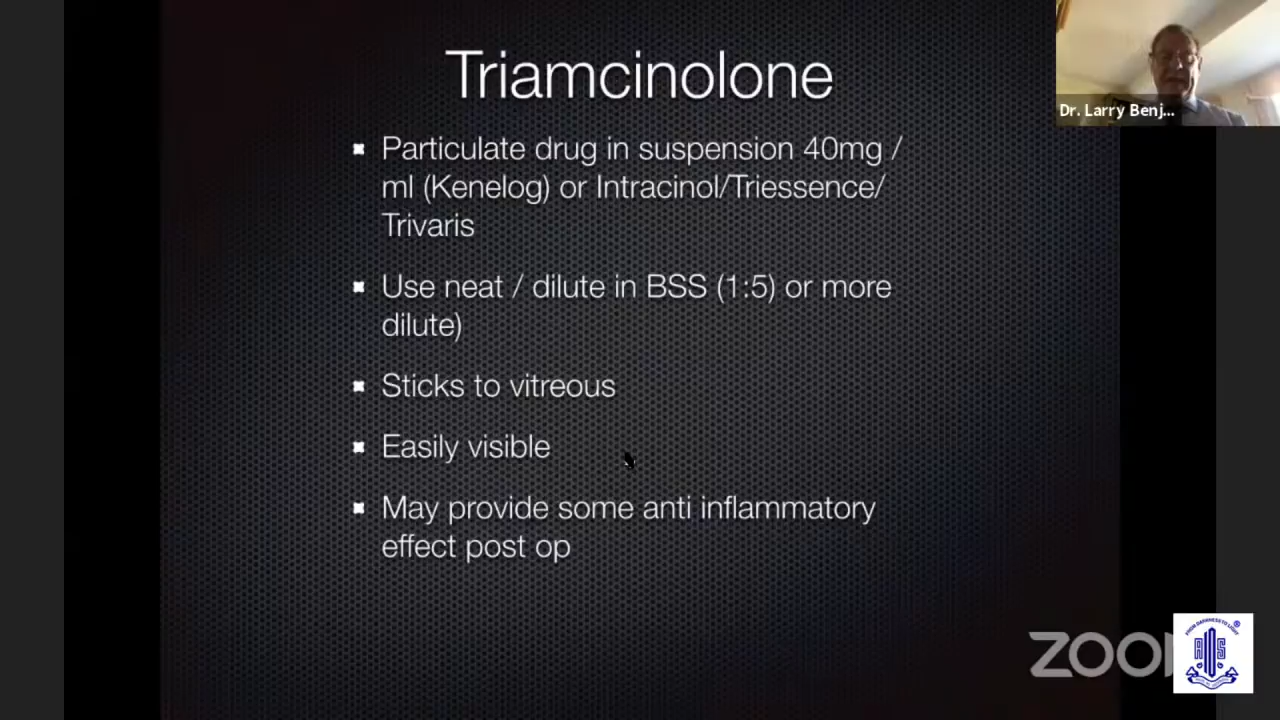 Triamcinolone
Dr. Larry Benj...
Particulate drug in suspension 40mg /
ml (Kenelog) or Intracinol/Triessence/
Trivaris
Use neat / dilute in BSS (1:5) or more
dilute)
Sticks to vitreous
Easily visible
May provide some anti inflammatory
effect post op